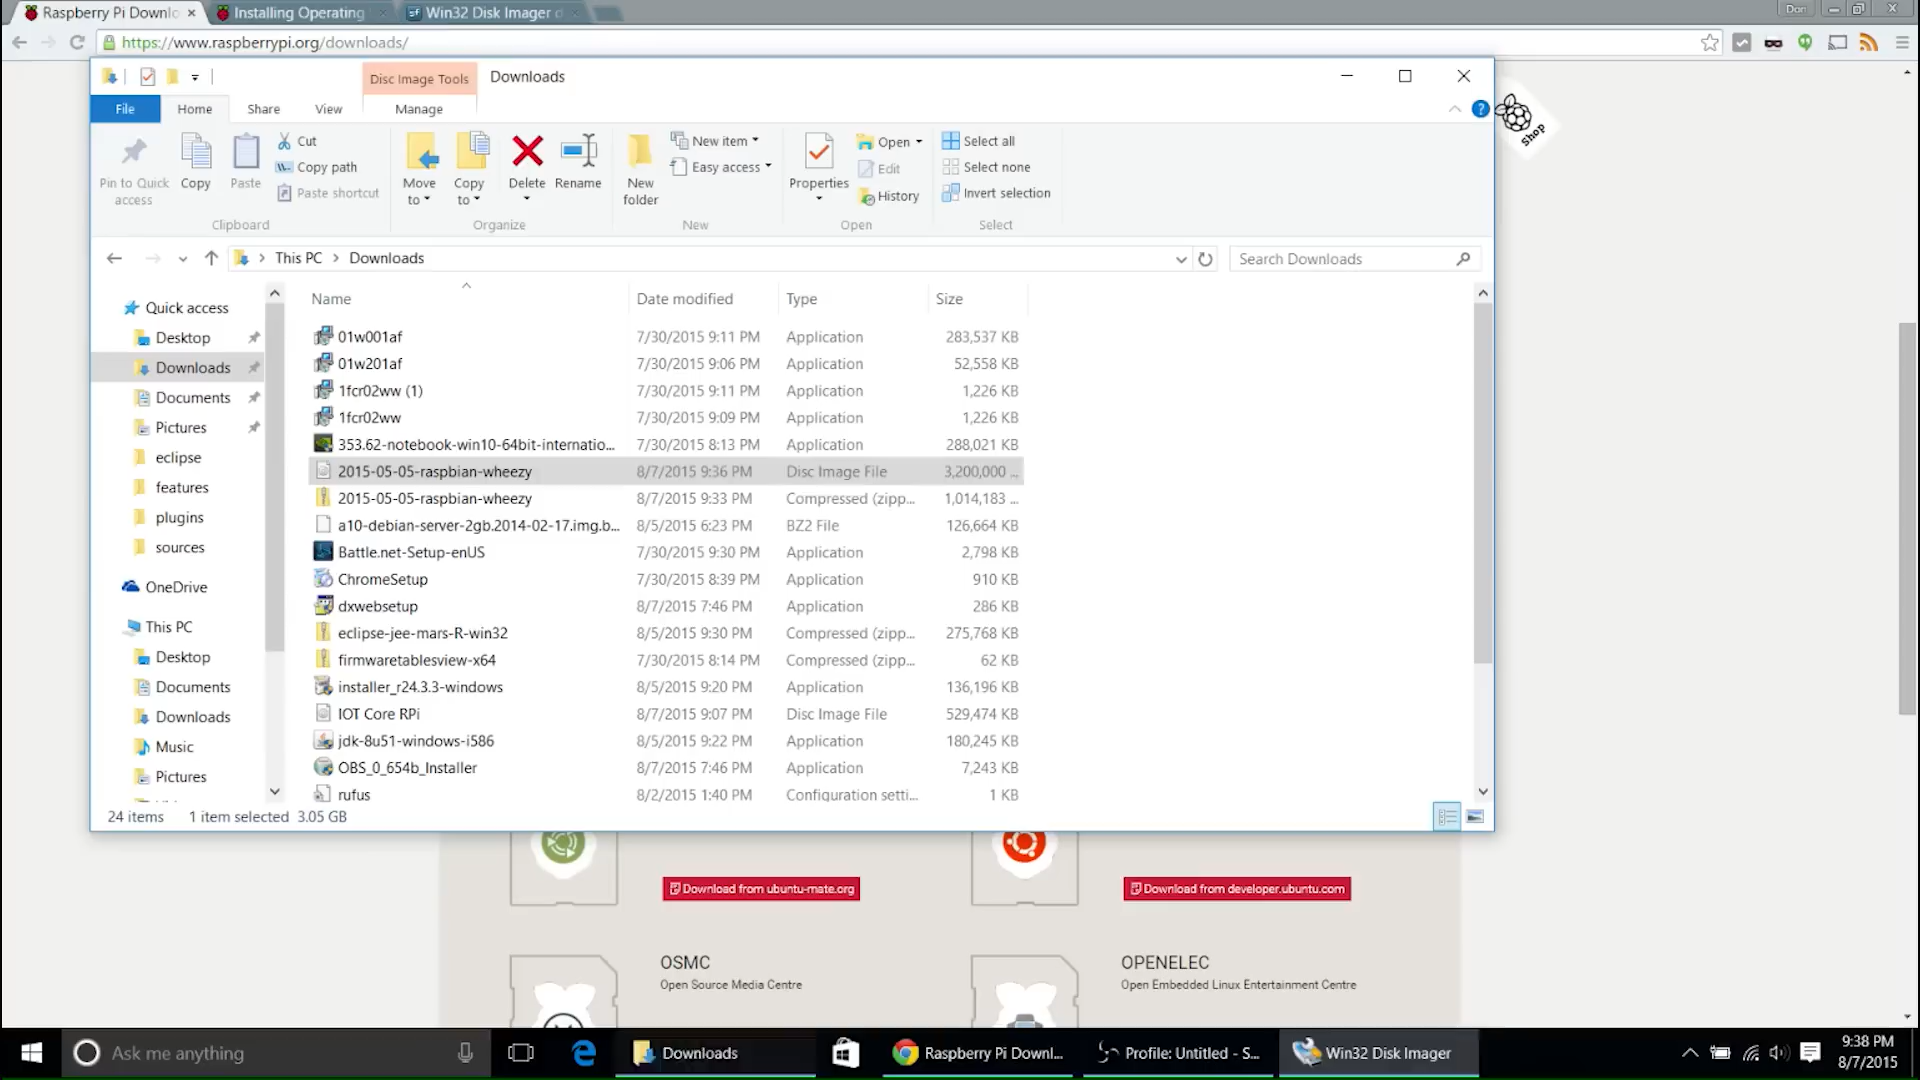 Raspberry Pi Downlo
Installing Operating
Win32 Disk Imager d
Dan
https://www.raspberrypi.org/downloads/
Disc Image Tools
Downloads
File
Home
Share
View
Manage
Pin to Quick access
Copy
Paste
Cut
Copy path
Paste shortcut
Move to
Copy to
Delete
Rename
New folder
New item
Easy access
Properties
Open
Edit
History
Select all
Select none
Invert selection
Clipboard
Organize
New
Open
Select
shop
This PC
Downloads
Search Downloads
Name
Date modified
Type
Size
Quick access
Desktop
Downloads
Documents
Pictures
eclipse
features
plugins
sources
OneDrive
This PC
Desktop
Documents
Downloads
Music
Pictures
01w001af 7/30/2015 9:11 PM Application 283,537 KB
01w201af 7/30/2015 9:06 PM Application 52,558 KB
1fcr02ww (1) 7/30/2015 9:11 PM Application 1,226 KB
1fcr02ww 7/30/2015 9:09 PM Application 1,226 KB
353.62-notebook-win10-64bit-internatio... 7/30/2015 8:13 PM Application 288,021 KB
2015-05-05-raspbian-wheezy 8/7/2015 9:36 PM Disc Image File 3,200,000 ...
2015-05-05-raspbian-wheezy 8/7/2015 9:33 PM Compressed (zipp... 1,014,183 ...
a10-debian-server-2gb.2014-02-17.img.b... 8/5/2015 6:23 PM BZ2 File 126,664 KB
Battle.net-Setup-enUS 7/30/2015 9:30 PM Application 2,798 KB
ChromeSetup 7/30/2015 8:39 PM Application 910 KB
dxwebsetup 8/7/2015 7:46 PM Application 286 KB
eclipse-jee-mars-R-win32 8/5/2015 9:30 PM Compressed (zipp... 275,768 KB
firmwaretablesview-x64 7/30/2015 8:14 PM Compressed (zipp... 62 KB
installer_r24.3.3-windows 8/5/2015 9:20 PM Application 136,196 KB
IOT Core RPi 8/7/2015 9:07 PM Disc Image File 529,474 KB
jdk-8u51-windows-i586 8/5/2015 9:22 PM Application 180,245 KB
OBS_0_654b_Installer 8/7/2015 7:46 PM Application 7,243 KB
rufus 8/2/2015 1:40 PM Configuration setti... 1 KB
24 items 1 item selected 3.05 GB
Download from ubuntu-mate.org
Download from developer.ubuntu.com
OSMC
Open Source Media Centre
OPENELEC
Open Embedded Linux Entertainment Centre
Ask me anything
Downloads
Raspberry Pi Downl...
Profile: Untitled - S...
Win32 Disk Imager
9:38 PM
8/7/2015